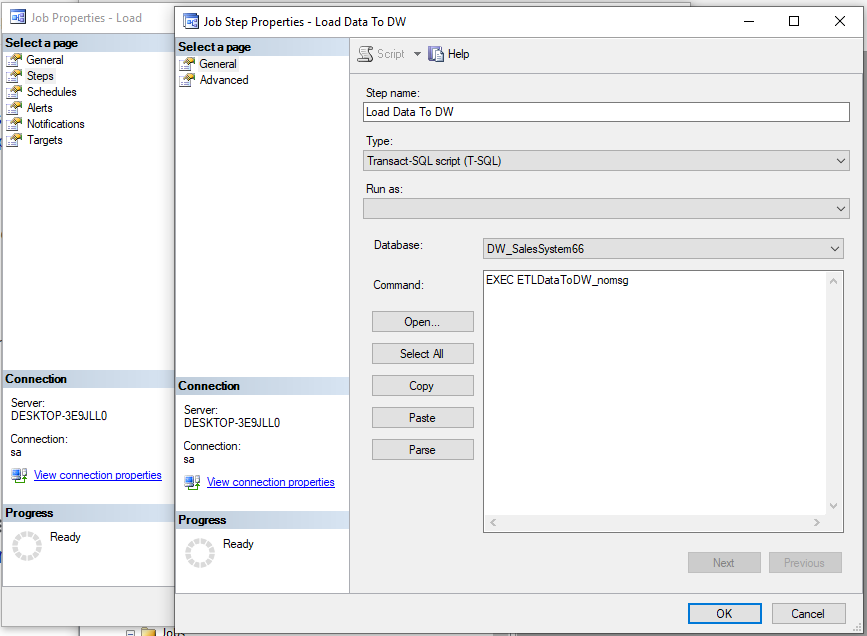 Job Properties - Load
Select a page
General
Steps
Schedules
Alerts
Notifications
Targets
Connection
Server:
DESKTOP-3E9JLL0
Connection:
sa
View connection properties
Progress
Ready
Job Step Properties - Load Data To DW
Select a page
General
Advanced
Connection
Server:
DESKTOP-3E9JLL0
Connection:
sa
View connection properties
Progress
Ready
Script
Help
Step name:
Load Data To DW
Type:
Transact-SQL script (T-SQL)
Run as:
Database:
DW_SalesSystem66
Command:
EXEC ETLDataToDW_nomsg
Open...
Select All
Copy
Paste
Parse
Next
Previous
OK
Cancel